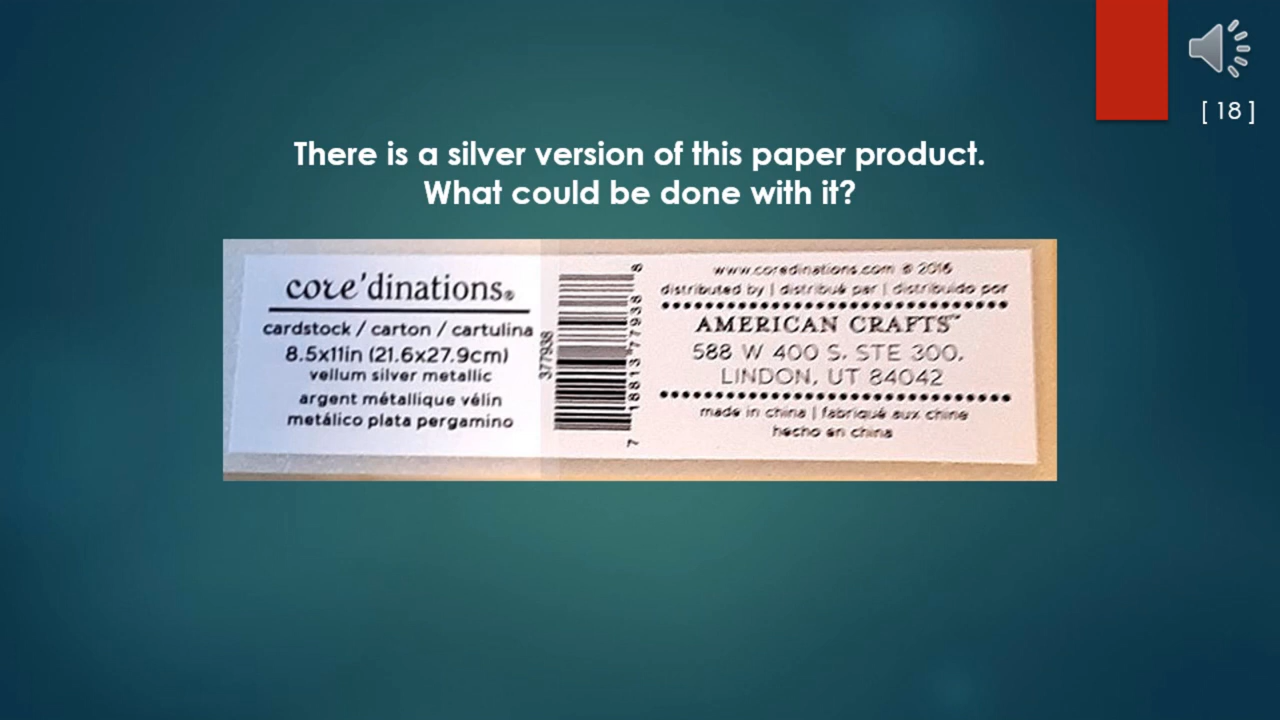 [ 18 ]
There is a silver version of this paper product.
What could be done with it?
core'dinations®
cardstock / carton / cartulina
8.5x11in (21.6x27.9cm)
vellum silver metallic
argent métallique vélin
metálico plata pergamino
377938
7 18813 77938 8
www.coredinations.com © 2016
distributed by | distribué par | distribuido por
AMERICAN CRAFTS™
588 W 400 S. STE 300.
LINDON, UT 84042
made in china | fabriqué aux chine
hecho en china